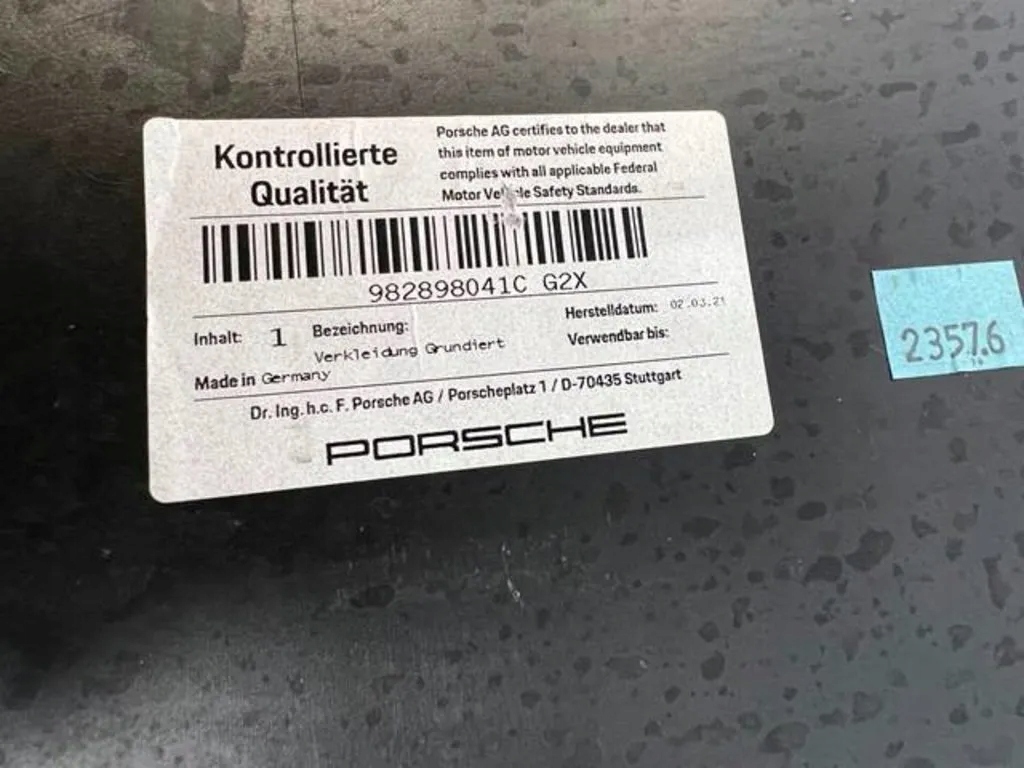 Kontrollierte
Qualität
Porsche AG certifies to the dealer that
this item of motor vehicle equipment
complies with all applicable Federal
Motor Vehicle Safety Standards.
982898041C G2X
Inhalt: 1 Bezeichnung:
Verkleidung Grundiert
Herstelldatum: 02.03.21
Verwendbar bis:
Made in Germany
Dr. Ing. h.c. F. Porsche AG / Porscheplatz 1 / D-70435 Stuttgart
PORSCHE
2357.6